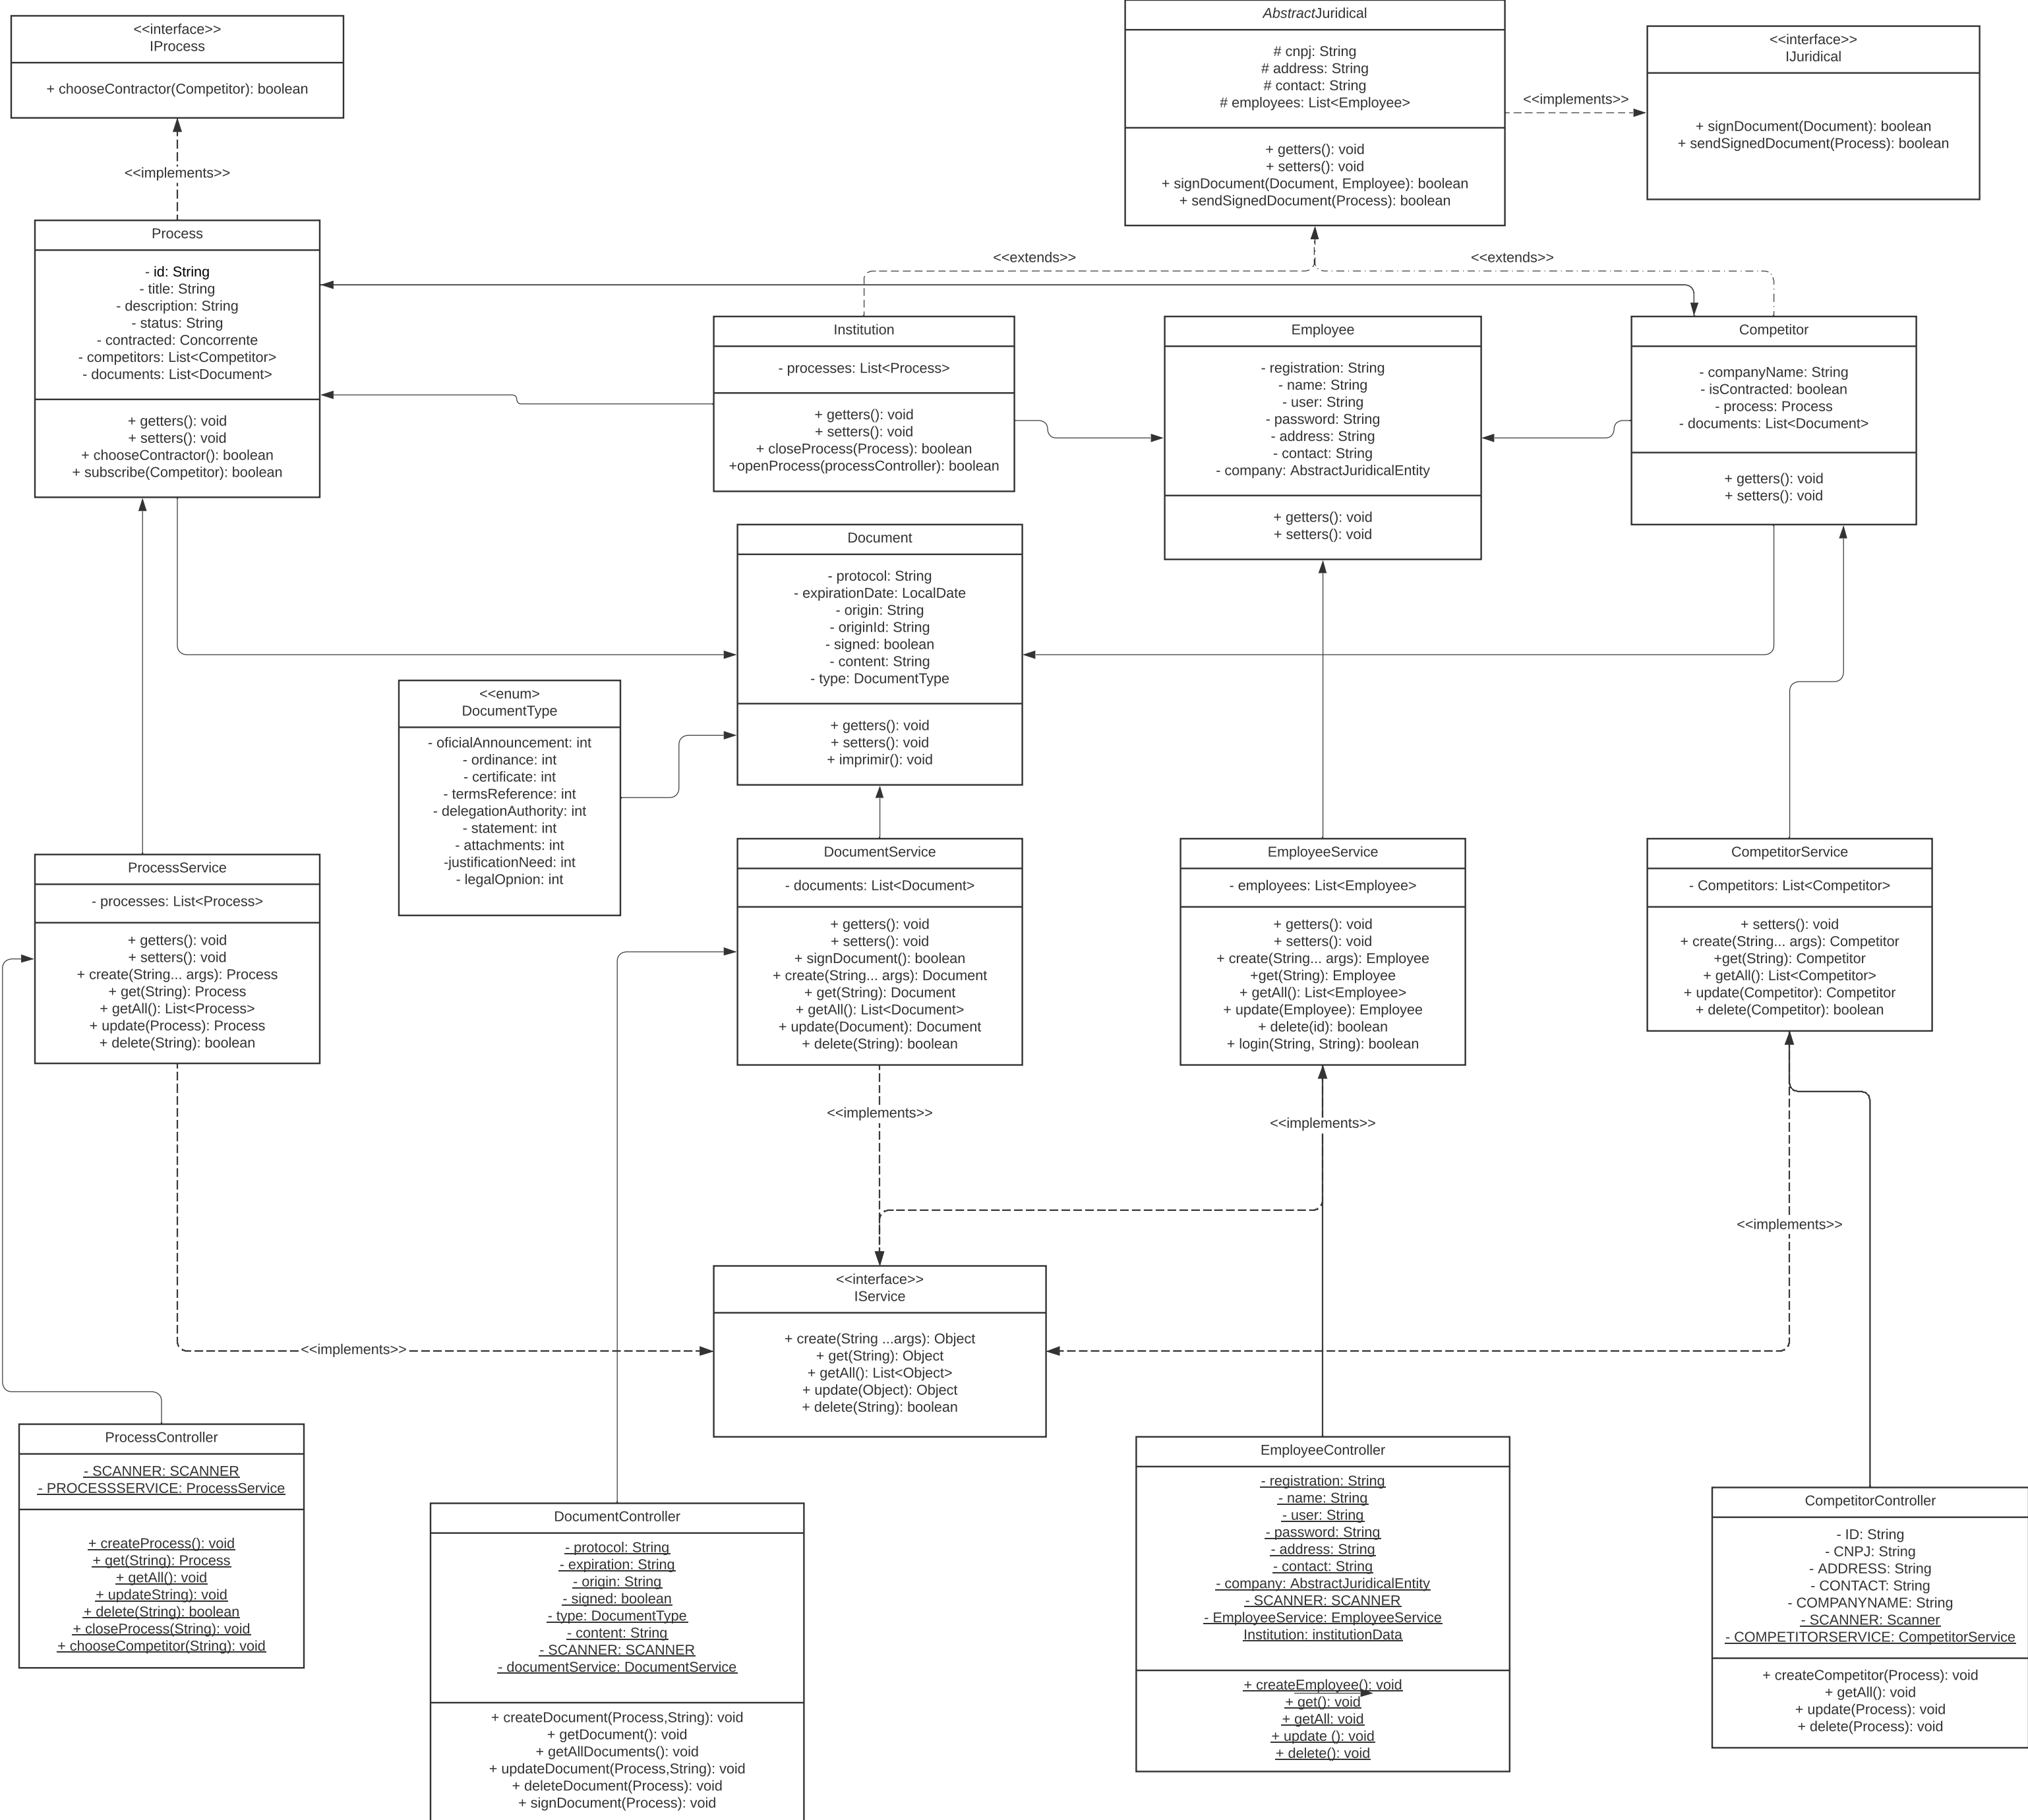 <<interface>>
IProcess
+ chooseContractor(Competitor): boolean
<<implements>>
AbstractJuridical
# cnpj: String
# address: String
# contact: String
# employees: List<Employee>
+ getters(): void
+ setters(): void
+ signDocument(Document, Employee): boolean
+ sendSignedDocument(Process): boolean
<<implements>>
<<interface>>
IJuridical
+ signDocument(Document): boolean
+ sendSignedDocument(Process): boolean
<<extends>>
<<extends>>
Process
- id: String
- title: String
- description: String
- status: String
- contracted: Concorrente
- competitors: List<Competitor>
- documents: List<Document>
+ getters(): void
+ setters(): void
+ chooseContractor(): boolean
+ subscribe(Competitor): boolean
Institution
- processes: List<Process>
+ getters(): void
+ setters(): void
+ closeProcess(Process): boolean
+openProcess(processController): boolean
Employee
- registration: String
- name: String
- user: String
- password: String
- address: String
- contact: String
- company: AbstractJuridicalEntity
+ getters(): void
+ setters(): void
Competitor
- companyName: String
- isContracted: boolean
- process: Process
- documents: List<Document>
+ getters(): void
+ setters(): void
Document
- protocol: String
- expirationDate: LocalDate
- origin: String
- originId: String
- signed: boolean
- content: String
- type: DocumentType
+ getters(): void
+ setters(): void
+ imprimir(): void
<<enum>
DocumentType
- oficialAnnouncement: int
- ordinance: int
- certificate: int
- termsReference: int
- delegationAuthority: int
- statement: int
- attachments: int
-justificationNeed: int
- legalOpnion: int
ProcessService
- processes: List<Process>
+ getters(): void
+ setters(): void
+ create(String... args): Process
+ get(String): Process
+ getAll(): List<Process>
+ update(Process): Process
+ delete(String): boolean
DocumentService
- documents: List<Document>
+ getters(): void
+ setters(): void
+ signDocument(): boolean
+ create(String... args): Document
+ get(String): Document
+ getAll(): List<Document>
+ update(Document): Document
+ delete(String): boolean
EmployeeService
- employees: List<Employee>
+ getters(): void
+ setters(): void
+ create(String... args): Employee
+get(String): Employee
+ getAll(): List<Employee>
+ update(Employee): Employee
+ delete(id): boolean
+ login(String, String): boolean
CompetitorService
- Competitors: List<Competitor>
+ setters(): void
+ create(String... args): Competitor
+get(String): Competitor
+ getAll(): List<Competitor>
+ update(Competitor): Competitor
+ delete(Competitor): boolean
<<implements>>
<<implements>>
<<implements>>
<<implements>>
<<interface>>
IService
+ create(String ...args): Object
+ get(String): Object
+ getAll(): List<Object>
+ update(Object): Object
+ delete(String): boolean
ProcessController
- SCANNER: SCANNER
- PROCESSSERVICE: ProcessService
+ createProcess(): void
+ get(String): Process
+ getAll(): void
+ updateString): void
+ delete(String): boolean
+ closeProcess(String): void
+ chooseCompetitor(String): void
DocumentController
- protocol: String
- expiration: String
- origin: String
- signed: boolean
- type: DocumentType
- content: String
- SCANNER: SCANNER
- documentService: DocumentService
+ createDocument(Process,String): void
+ getDocument(): void
+ getAllDocuments(): void
+ updateDocument(Process,String): void
+ deleteDocument(Process): void
+ signDocument(Process): void
EmployeeController
- registration: String
- name: String
- user: String
- password: String
- address: String
- contact: String
- company: AbstractJuridicalEntity
- SCANNER: SCANNER
- EmployeeService: EmployeeService
Institution: institutionData
+ createEmployee(): void
+ get(): void
+ getAll: void
+ update (): void
+ delete(): void
CompetitorController
- ID: String
- CNPJ: String
- ADDRESS: String
- CONTACT: String
- COMPANYNAME: String
- SCANNER: Scanner
- COMPETITORSERVICE: CompetitorService
+ createCompetitor(Process): void
+ getAll(): void
+ update(Process): void
+ delete(Process): void